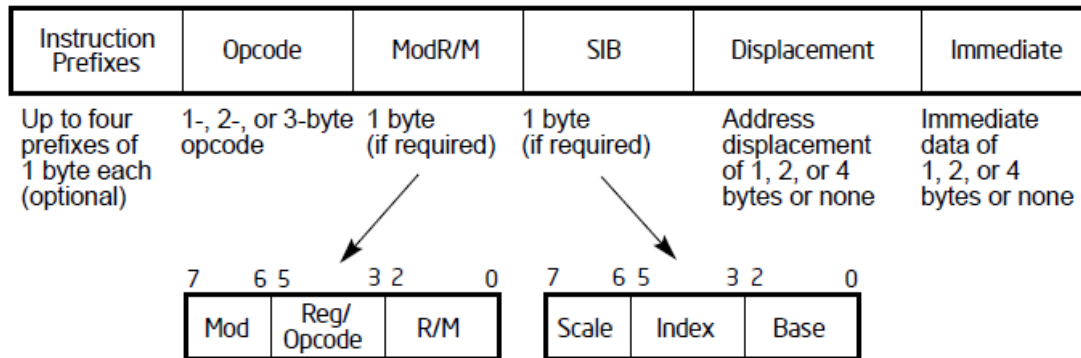 Instruction Prefixes
Opcode
ModR/M
SIB
Displacement
Immediate
Up to four
prefixes of
1 byte each
(optional)
1-, 2-, or 3-byte
opcode
1 byte
(if required)
1 byte
(if required)
Address
displacement
of 1, 2, or 4
bytes or none
Immediate
data of
1, 2, or 4
bytes or none
7 6 5 3 2 0
Mod
Reg/
Opcode
R/M
7 6 5 3 2 0
Scale
Index
Base